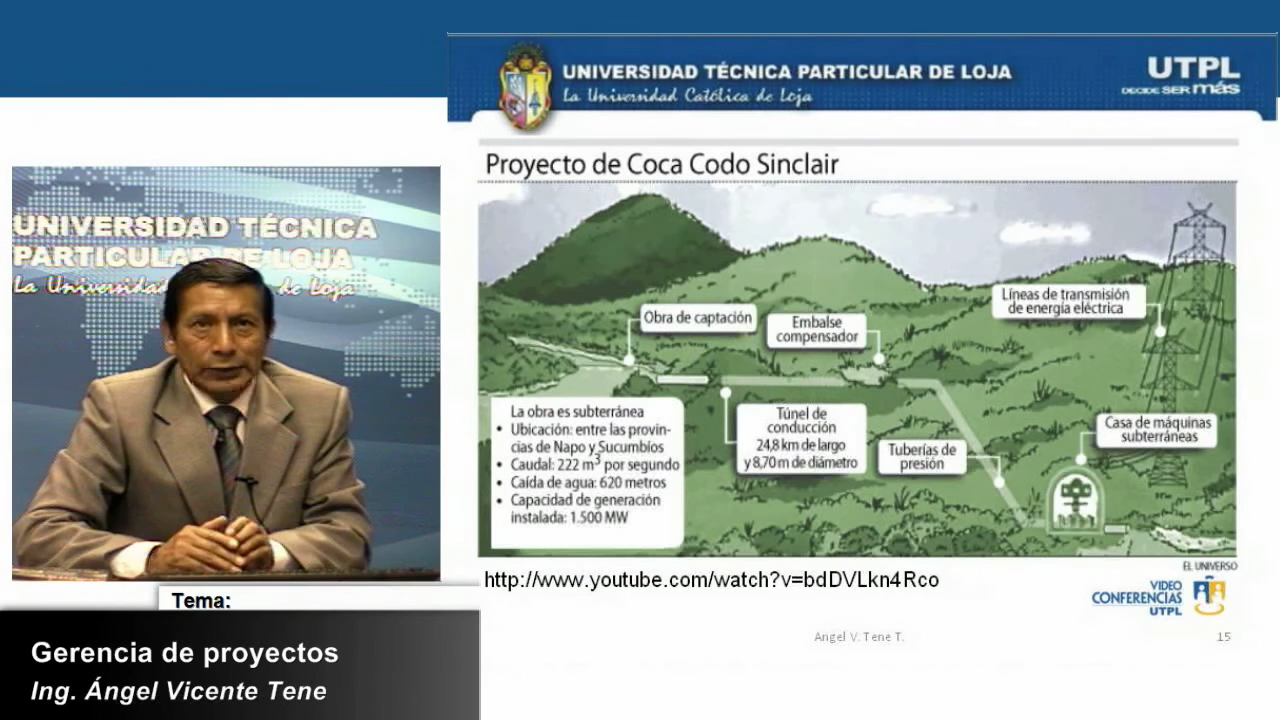 UNIVERSIDAD TÉCNICA PARTICULAR DE LOJA
La Universidad Católica de Loja
UTPL
DECIDE SER más
UNIVERSIDAD TÉCNICA
PARTICULAR DE LOJA
La Universidad de Loja
Proyecto de Coca Codo Sinclair
Obra de captación
Embalse
compensador
Líneas de transmisión
de energía eléctrica
La obra es subterránea
• Ubicación: entre las provin-
cias de Napo y Sucumbíos
• Caudal: 222 m³ por segundo
• Caída de agua: 620 metros
• Capacidad de generación
instalada: 1.500 MW
Túnel de
conducción
24,8 km de largo
y 8,70 m de diámetro
Tuberías de
presión
Casa de máquinas
subterráneas
EL UNIVERSO
http://www.youtube.com/watch?v=bdDVLkn4Rco
VIDEO
CONFERENCIAS
UTPL
Angel V. Tene T.
15
Tema:
Gerencia de proyectos
Ing. Ángel Vicente Tene